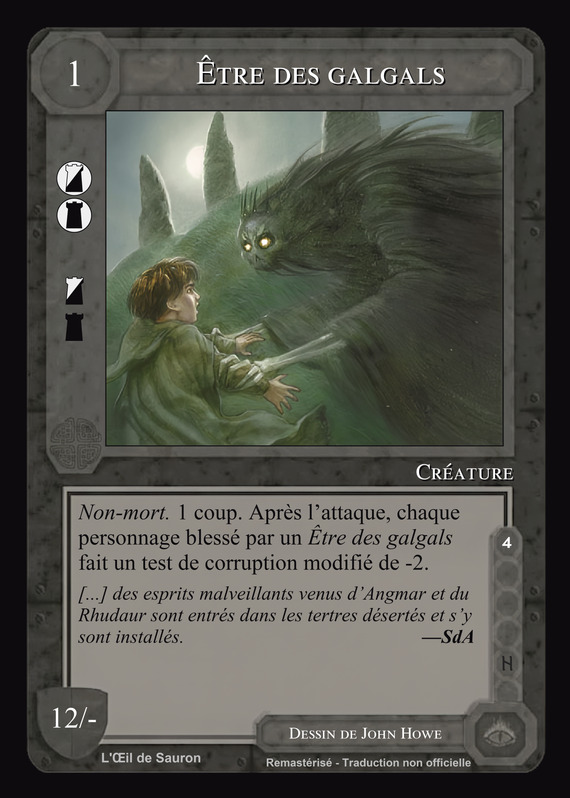 1
Être des galgals
Créature
Non-mort. 1 coup. Après l'attaque, chaque
personnage blessé par un Être des galgals
fait un test de corruption modifié de -2.
[...] des esprits malveillants venus d'Angmar et du
Rhudaur sont entrés dans les tertres désertés et s'y
sont installés. —SdA
4
12/-
Dessin de John Howe
L'Œil de Sauron
Remastérisé - Traduction non officielle